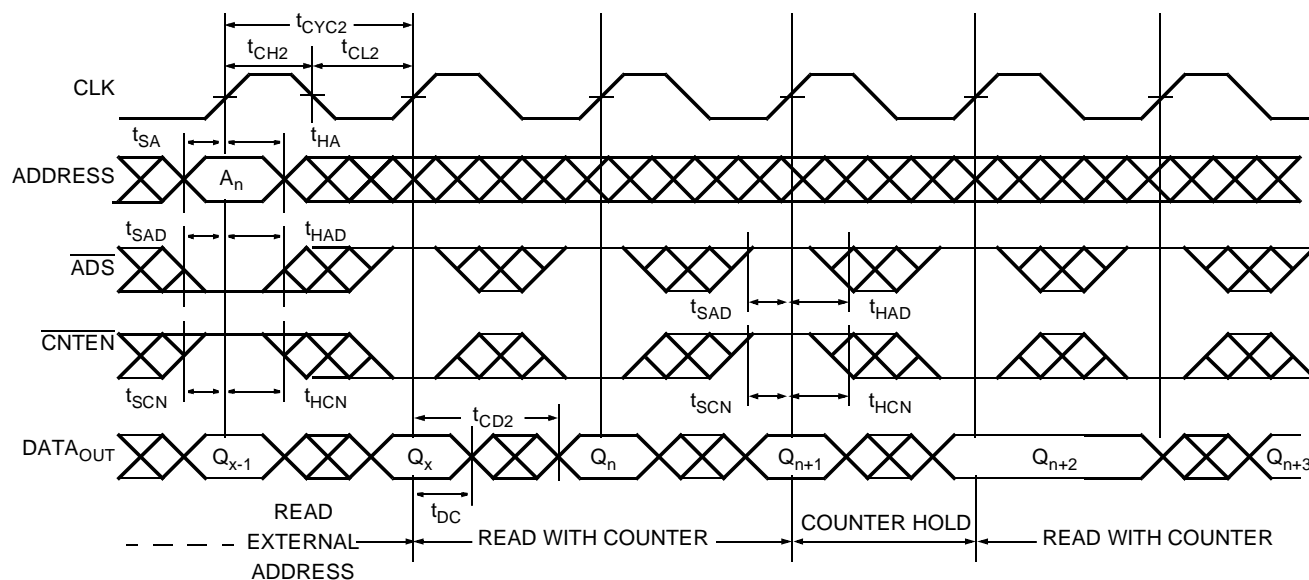 tCYC2
tCH2 tCL2
CLK
tSA tHA
ADDRESS An
tSAD tHAD
ADS
tSAD tHAD
CNTEN
tSCN tHCN tSCN tHCN
tCD2
DATAOUT Qx-1 Qx Qn Qn+1 Qn+2 Qn+3
tDC
READ
EXTERNAL
ADDRESS
READ WITH COUNTER COUNTER HOLD READ WITH COUNTER